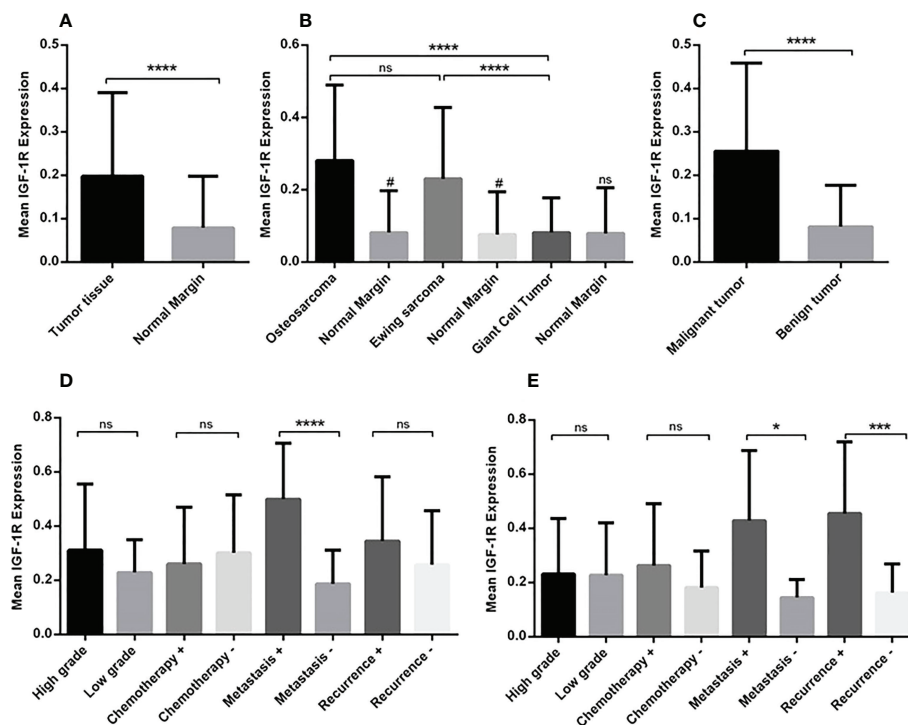 A
Mean IGF-1R Expression
0.5
0.4
0.3
0.2
0.1
0.0
****
Tumor tissue
Normal Margin
B
Mean IGF-1R Expression
0.6
0.4
0.2
0.0
****
ns
****
#
#
ns
Osteosarcoma
Normal Margin
Ewing sarcoma
Normal Margin
Giant Cell Tumor
Normal Margin
C
Mean IGF-1R Expression
0.5
0.4
0.3
0.2
0.1
0.0
****
Malignant tumor
Benign tumor
D
Mean IGF-1R Expression
0.8
0.6
0.4
0.2
0.0
ns
ns
****
ns
High grade
Low grade
Chemotherapy +
Chemotherapy -
Metastasis +
Metastasis -
Recurrence +
Recurrence -
E
Mean IGF-1R Expression
0.8
0.6
0.4
0.2
0.0
ns
ns
*
***
High grade
Low grade
Chemotherapy +
Chemotherapy -
Metastasis +
Metastasis -
Recurrence +
Recurrence -